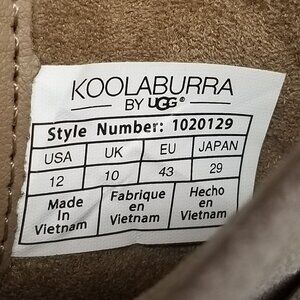 KOOLABURRA
BY UGG®
Style Number: 1020129
USA UK EU JAPAN
12 10 43 29
Made Fabrique Hecho
In en en
Vietnam Vietnam Vietnam